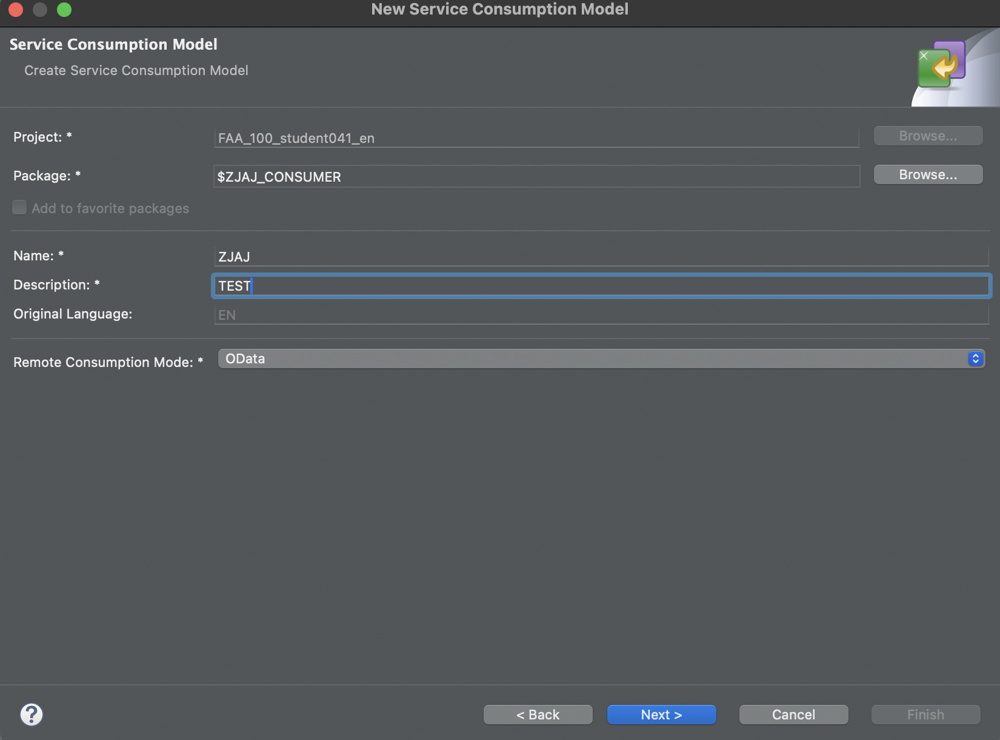 New Service Consumption Model
Service Consumption Model
Create Service Consumption Model
Project: * FAA_100_student041_en Browse...
Package: * $ZJAJ_CONSUMER Browse...
Add to favorite packages
Name: * ZJAJ
Description: * TEST
Original Language: EN
Remote Consumption Mode: * OData
? < Back Next > Cancel Finish